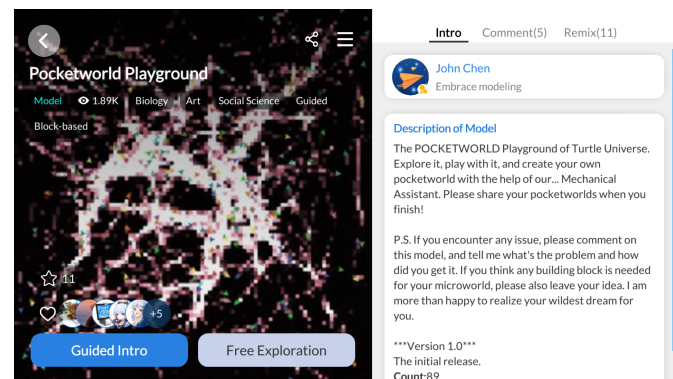 Pocketworld Playground
Model 1.89K Biology Art Social Science Guided
Block-based
11
+5
Guided Intro Free Exploration
Intro Comment(5) Remix(11)
John Chen
Embrace modeling
Description of Model
The POCKETWORLD Playground of Turtle Universe.
Explore it, play with it, and create your own
pocketworld with the help of our... Mechanical
Assistant. Please share your pocketworlds when you
finish!
P.S. If you encounter any issue, please comment on
this model, and tell me what's the problem and how
did you get it. If you think any building block is needed
for your microworld, please also leave your idea. I am
more than happy to realize your wildest dream for
you.
***Version 1.0***
The initial release.
Count:89